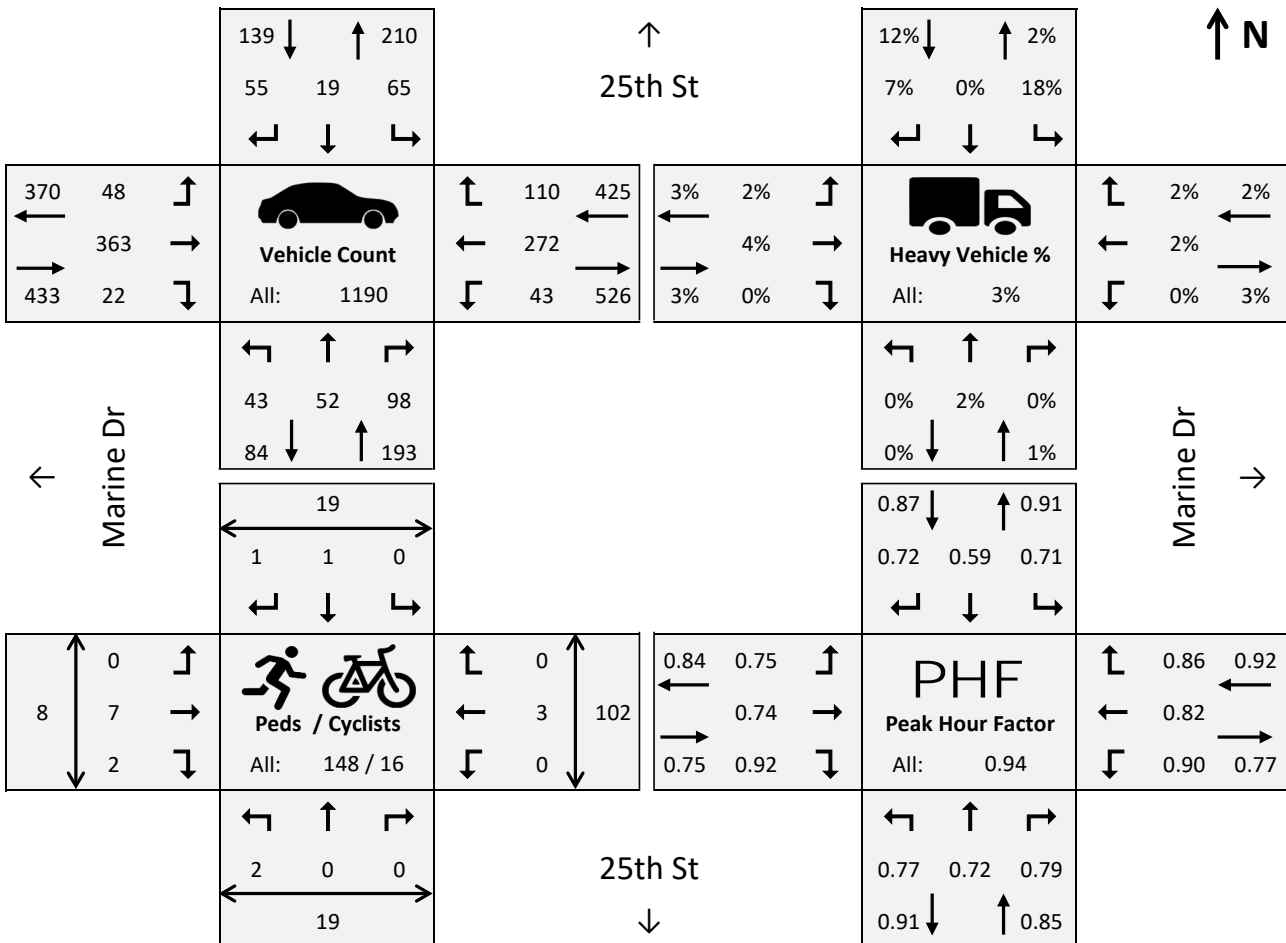 139 210 12% 2% N
25th St
55 19 65 7% 0% 18%
370 48 110 425 3% 2% 2% 2%
363 272 4% 2%
Vehicle Count Heavy Vehicle %
433 22 All: 1190 43 526 3% 0% All: 3% 0% 3%
43 52 98 0% 2% 0%
84 193 0% 1%
Marine Dr Marine Dr
19 0.87 0.91
1 1 0 0.72 0.59 0.71
0 0 0.84 0.75 PHF 0.86 0.92
8 7 3 102 0.74 0.82
Peds / Cyclists Peak Hour Factor
2 All: 148 / 16 0 0.75 0.92 All: 0.94 0.90 0.77
2 0 0 0.77 0.72 0.79
25th St
19 0.91 0.85